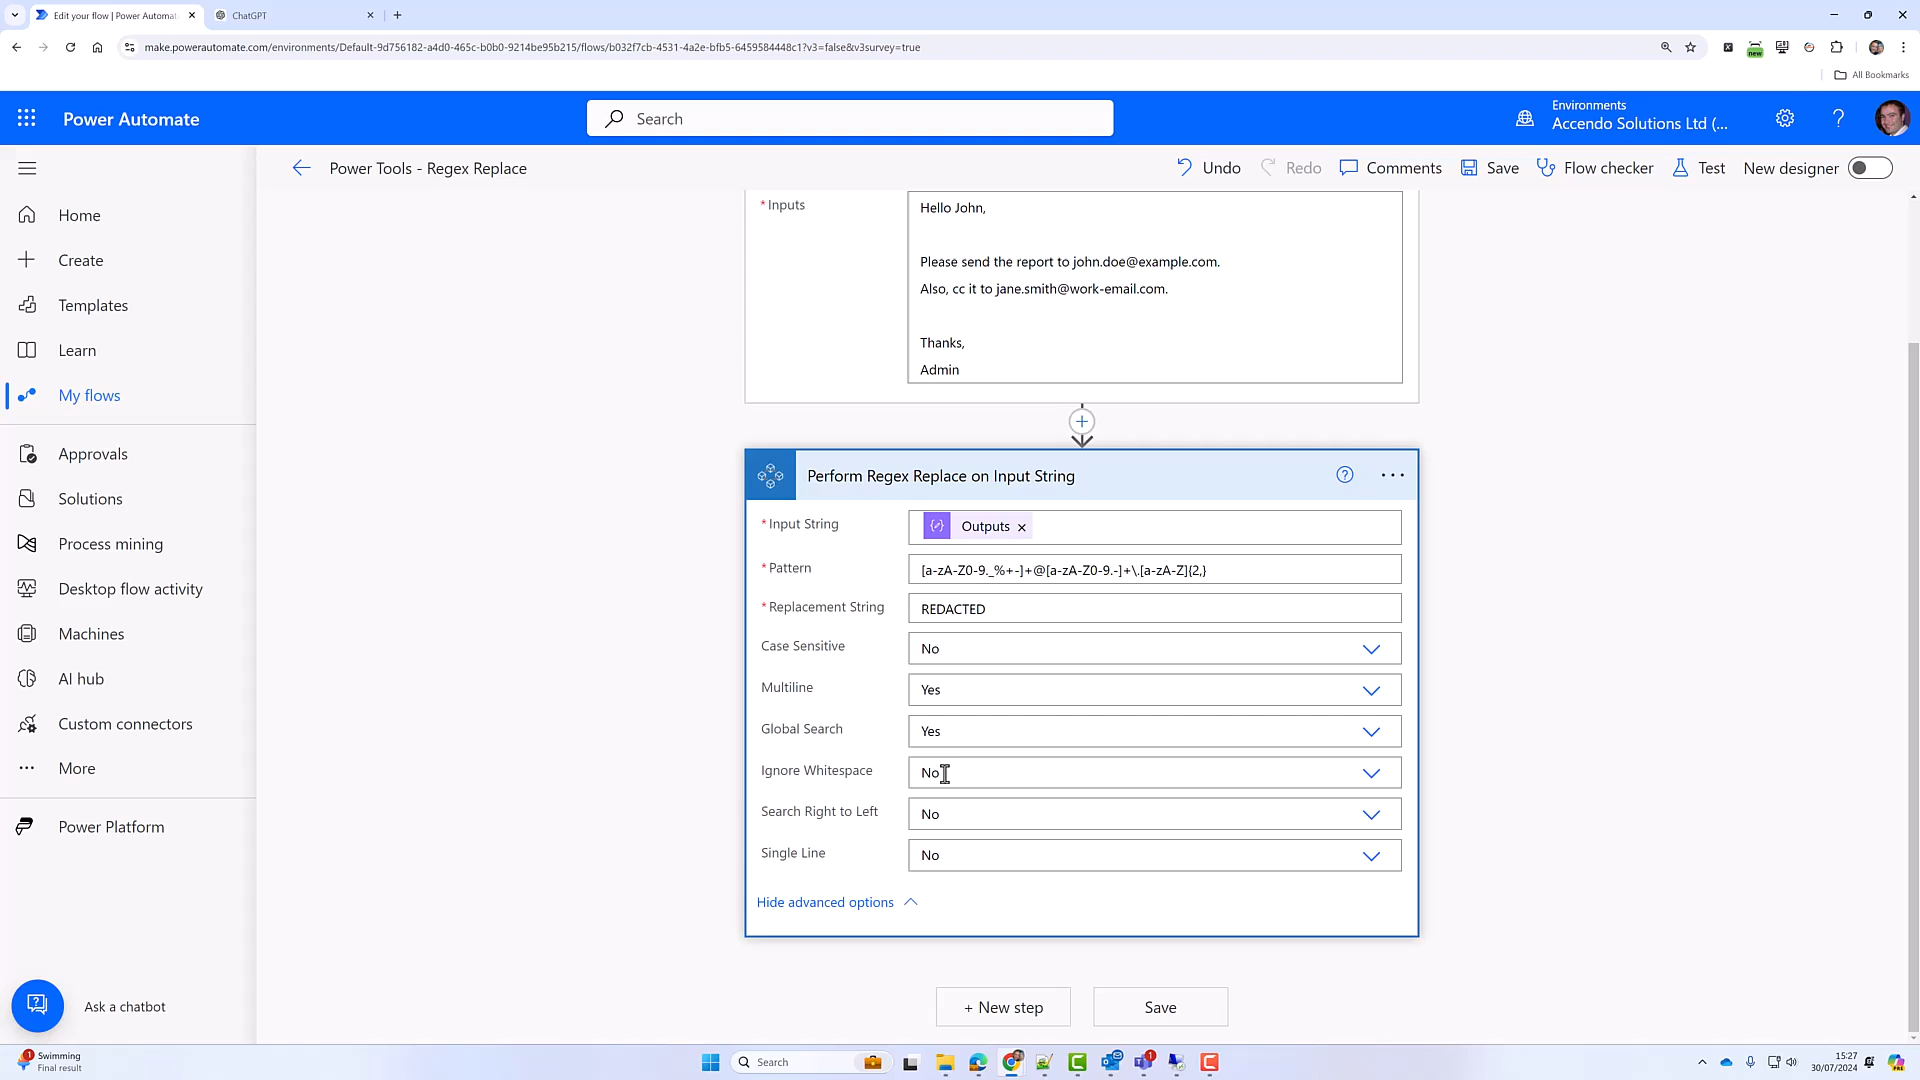 Edit your flow | Power Automat
ChatGPT
make.powerautomate.com/environments/Default-9d756182-a4d0-465c-b0b0-9214be95b215/flows/b032f7cb-4531-4a2e-bfb5-6459584448c1?v3=false&v3survey=true
new
All Bookmarks
Power Automate
Search
Environments
Accendo Solutions Ltd (...
Power Tools - Regex Replace
Undo
Redo
Comments
Save
Flow checker
Test
New designer
Home
Create
Templates
Learn
My flows
Approvals
Solutions
Process mining
Desktop flow activity
Machines
AI hub
Custom connectors
More
Power Platform
Ask a chatbot
* Inputs
Hello John,
Please send the report to john.doe@example.com.
Also, cc it to jane.smith@work-email.com.
Thanks,
Admin
Perform Regex Replace on Input String
* Input String
Outputs
* Pattern
[a-zA-Z0-9._%+-]+@[a-zA-Z0-9.-]+\.[a-zA-Z]{2,}
* Replacement String
REDACTED
Case Sensitive
No
Multiline
Yes
Global Search
Yes
Ignore Whitespace
No
Search Right to Left
No
Single Line
No
Hide advanced options
+ New step
Save
1
Swimming
Final result
Search
1
15:27
30/07/2024